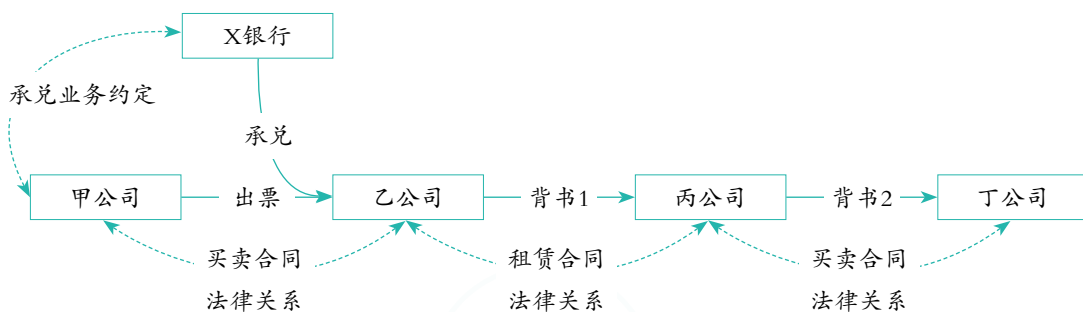 X银行
承兑业务约定
承兑
甲公司
出票
乙公司
背书1
丙公司
背书2
丁公司
买卖合同
法律关系
租赁合同
法律关系
买卖合同
法律关系